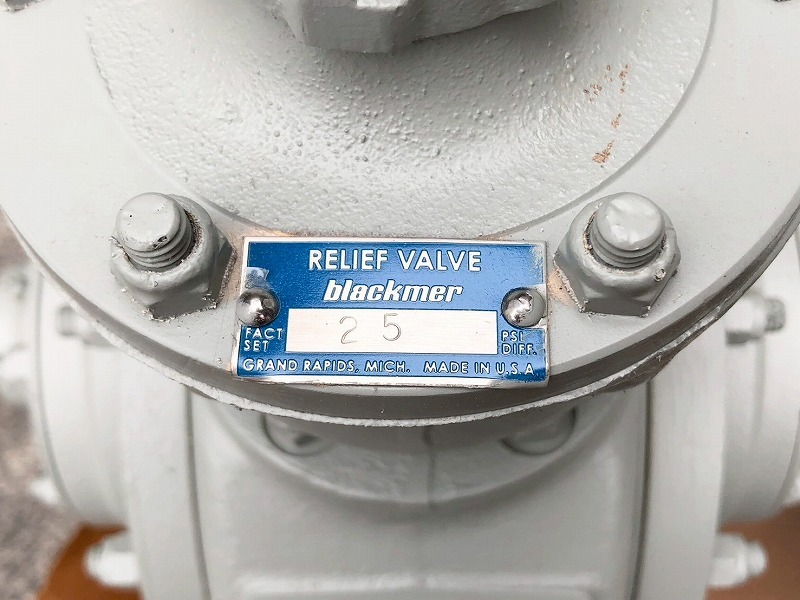 RELIEF VALVE
blackmer
FACT SET
25
PSI DIFF.
GRAND RAPIDS, MICH. MADE IN U.S.A